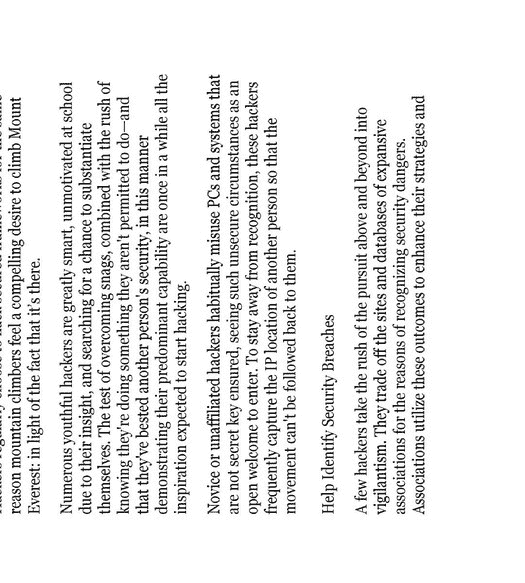 reason mountain climbers feel a compelling desire to climb Mount
Everest: in light of the fact that it's there.
Numerous youthful hackers are greatly smart, unmotivated at school
due to their insight, and searching for a chance to substantiate
themselves. The test of overcoming snags, combined with the rush of
knowing they're doing something they aren't permitted to do—and
that they've bested another person's security, in this manner
demonstrating their predominant capability are once in a while all the
inspiration expected to start hacking.
Novice or unaffiliated hackers habitually misuse PCs and systems that
are not secret key ensured, seeing such unsecure circumstances as an
open welcome to enter. To stay away from recognition, these hackers
frequently capture the IP location of another person so that the
movement can't be followed back to them.
Help Identify Security Breaches
A few hackers take the rush of the pursuit above and beyond into
vigilantism. They trade off the sites and databases of expansive
associations for the reasons of recognizing security dangers.
Associations utilize these outcomes to enhance their strategies and